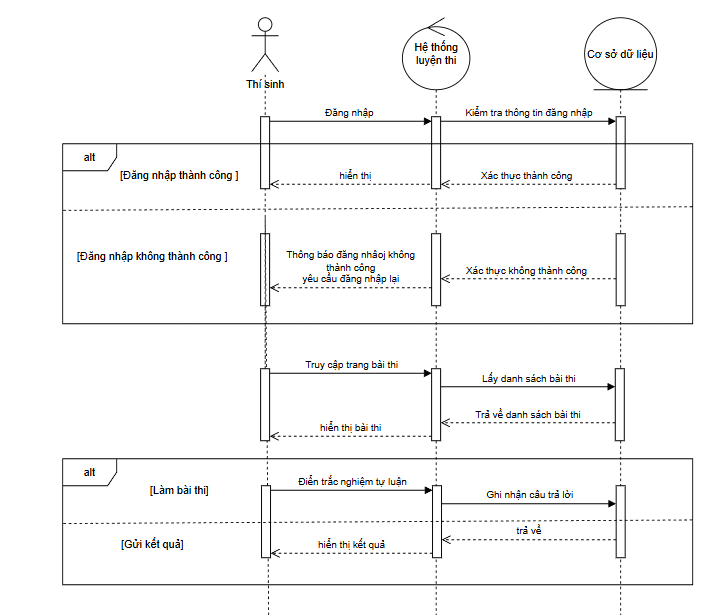 Hệ thống
luyện thi
Cơ sở dữ liệu
Thí sinh
Đăng nhập
Kiểm tra thông tin đăng nhập
alt
[Đăng nhập thành công ]
hiển thị
Xác thực thành công
[Đăng nhập không thành công ]
Thông báo đăng nhâoj không
thành công
yêu cầu đăng nhập lại
Xác thực không thành công
Truy cập trang bài thi
Lấy danh sách bài thi
Trả về danh sách bài thi
hiển thị bài thi
alt
[Làm bài thi]
Điển trắc nghiệm tự luận
Ghi nhận câu trả lời
[Gửi kết quả]
hiển thị kết quả
trả về